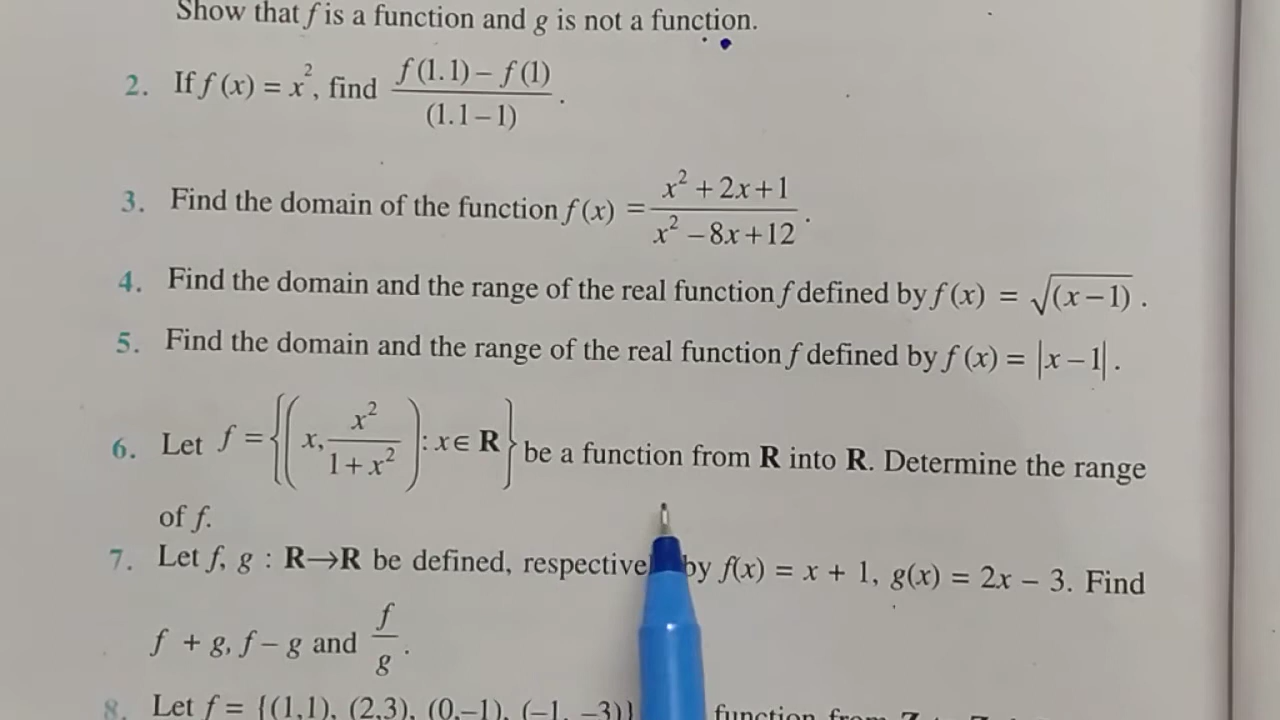 Show that f is a function and g is not a function.
2. If f (x) = x², find (f (1.1) – f (1))/((1.1 – 1)) .
3. Find the domain of the function f (x) = (x² + 2x + 1)/(x² – 8x + 12) .
4. Find the domain and the range of the real function f defined by f (x) = √(x – 1) .
5. Find the domain and the range of the real function f defined by f (x) = |x – 1| .
6. Let f = {(x, x²/(1 + x²)) : x ∈ R} be a function from R into R. Determine the range
of f.
7. Let f, g : R→R be defined, respective by f(x) = x + 1, g(x) = 2x – 3. Find
f + g, f – g and f/g .
8. Let f = {(1,1), (2,3), (0,–1), (–1, –3)} function from Z